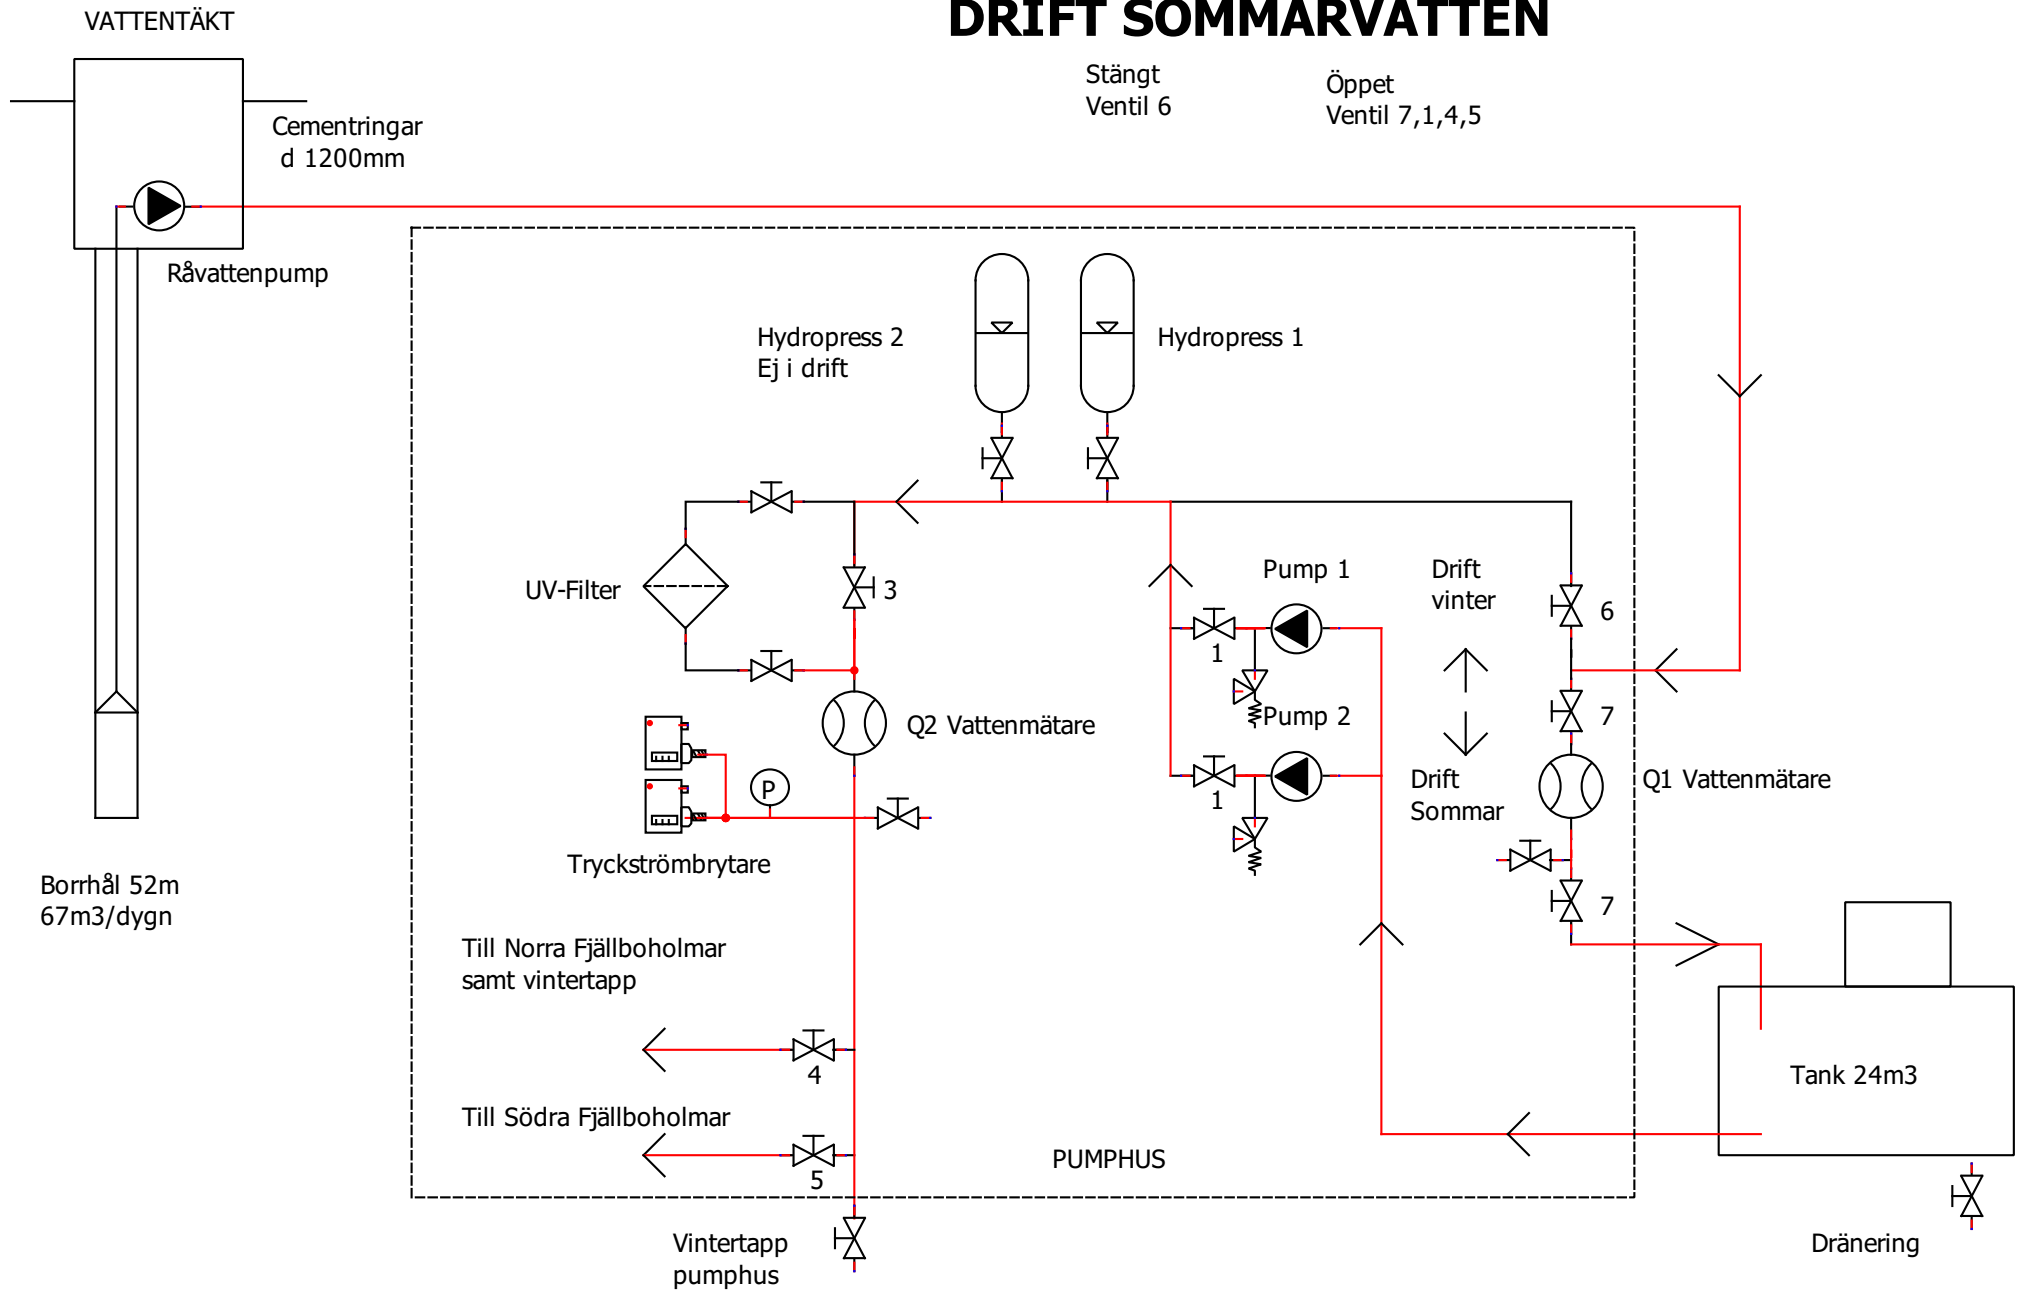 DRIFT SOMMARVATTEN
VATTENTÄKT
Stängt
Ventil 6
Öppet
Ventil 7,1,4,5
Cementringar
d 1200mm
Råvattenpump
Hydropress 2
Ej i drift
Hydropress 1
UV-Filter
3
Pump 1
Drift
vinter
6
1
Pump 2
7
Q2 Vattenmätare
P
1
Drift
Sommar
Q1 Vattenmätare
Tryckströmbrytare
Borrhål 52m
67m3/dygn
7
Till Norra Fjällboholmar
samt vintertapp
4
Tank 24m3
Till Södra Fjällboholmar
5
PUMPHUS
Vintertapp
pumphus
Dränering